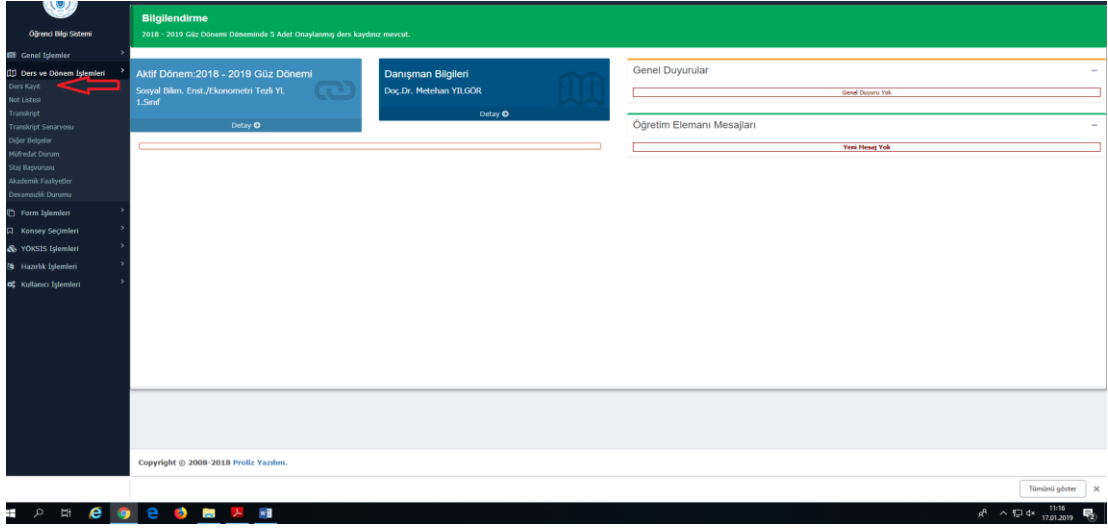 Öğrenci Bilgi Sistemi
Genel İşlemler
Ders ve Dönem İşlemleri
Ders Kayıt
Not Listesi
Transkript
Transkript Senaryosu
Diğer Belgeler
Müfredat Durum
Staj Başvurusu
Akademik Faaliyetler
Devamsızlık Durumu
Form İşlemleri
Konsey Seçimleri
YÖKSİS İşlemleri
Hazırlık İşlemleri
Kullanıcı İşlemleri
Bilgilendirme
2018 - 2019 Güz Dönemi Döneminde 5 Adet Onaylanmış ders kaydınız mevcut.
Aktif Dönem:2018 - 2019 Güz Dönemi
Sosyal Bilim. Enst./Ekonometri Tezli YL
1.Sınıf
Detay
Danışman Bilgileri
Doç.Dr. Metehan YILGÖR
Detay
Genel Duyurular
Genel Duyuru Yok
Öğretim Elemanı Mesajları
Yeni Mesaj Yok
Copyright © 2008-2018 Proliz Yazılım.
Tümünü göster
11:16
17.01.2019